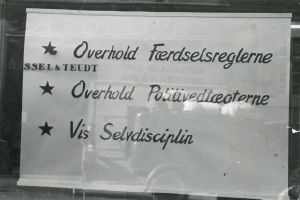 ★ Overhold Færdselsreglerne
SSEL & TEUDT
★ Overhold Politivedtægterne
★ Vis Selvdisciplin